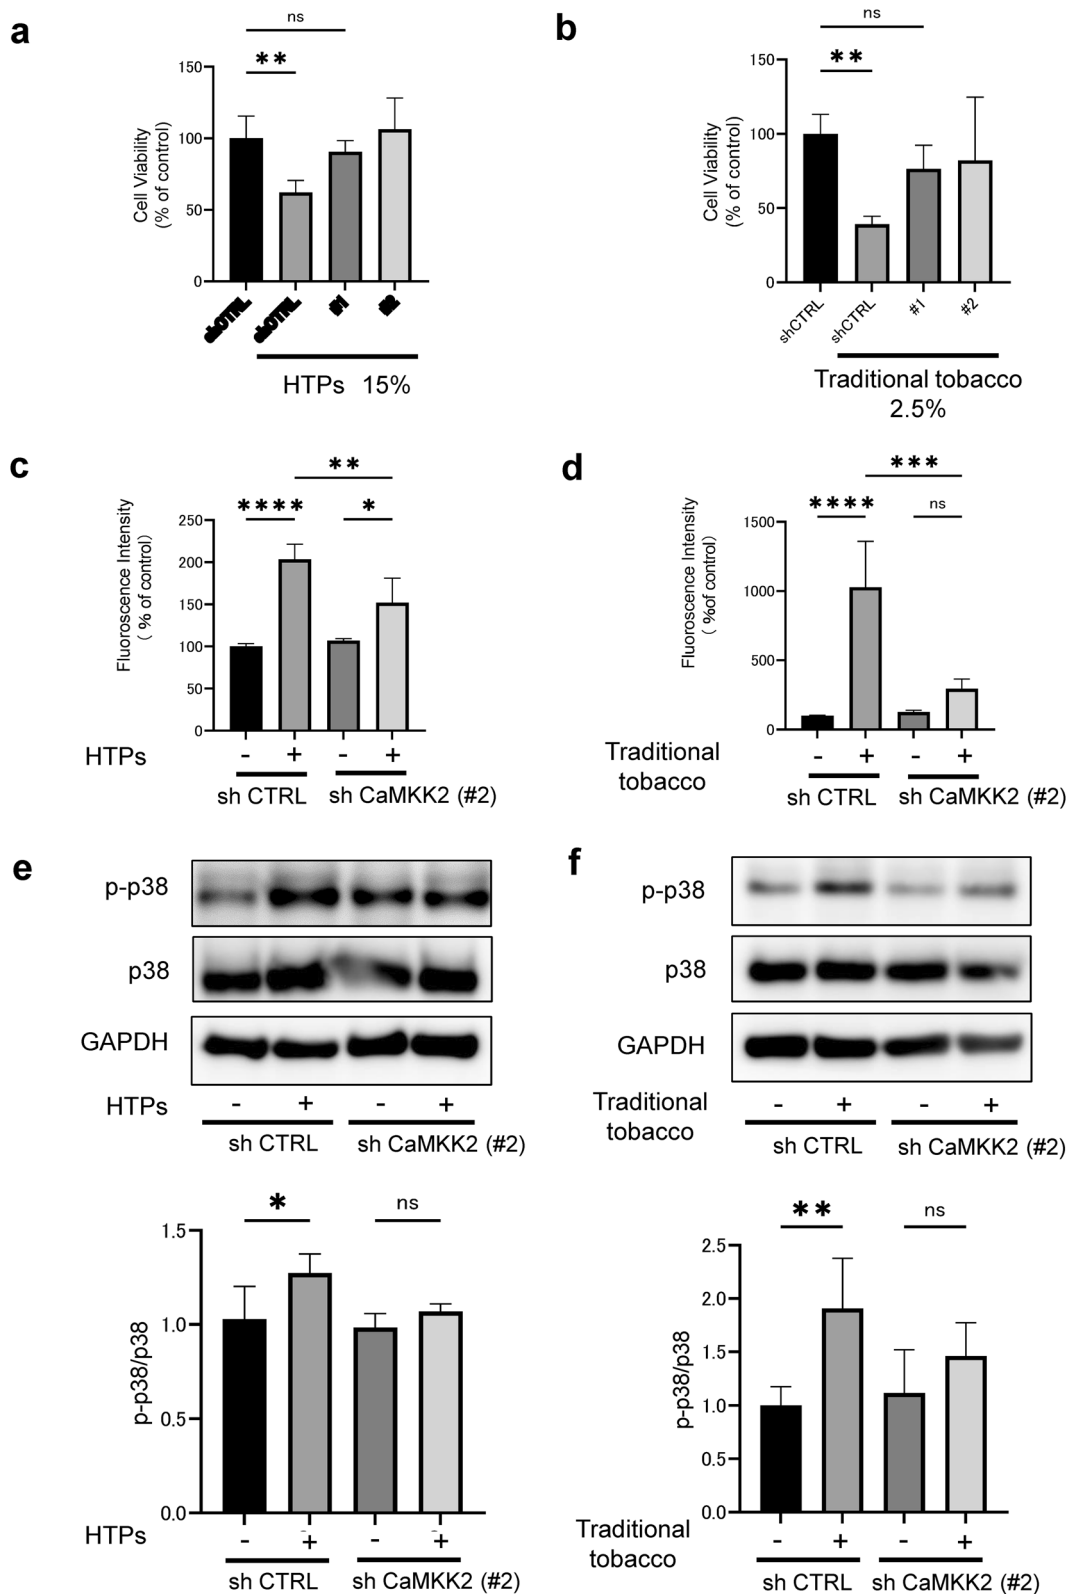 a
ns
**
Cell Viability
(% of control)
150
100
50
0
shCTRL
shCTRL
#1
#2
HTPs 15%
b
ns
**
Cell Viability
(% of control)
150
100
50
0
shCTRL
shCTRL
#1
#2
Traditional tobacco
2.5%
c
**
****
*
Fluoroscence Intensity
( % of control)
250
200
150
100
50
0
HTPs
- + - +
sh CTRL
sh CaMKK2 (#2)
d
***
****
ns
Fluoroscence Intensity
( %of control)
1500
1000
500
0
Traditional
tobacco
- + - +
sh CTRL
sh CaMKK2 (#2)
e
p-p38
p38
GAPDH
HTPs
- + - +
sh CTRL
sh CaMKK2 (#2)
*
ns
p-p38/p38
1.5
1.0
0.5
0.0
HTPs
- + - +
sh CTRL
sh CaMKK2 (#2)
f
p-p38
p38
GAPDH
Traditional
tobacco
- + - +
sh CTRL
sh CaMKK2 (#2)
**
ns
p-p38/p38
2.5
2.0
1.5
1.0
0.5
0.0
Traditional
tobacco
- + - +
sh CTRL
sh CaMKK2 (#2)